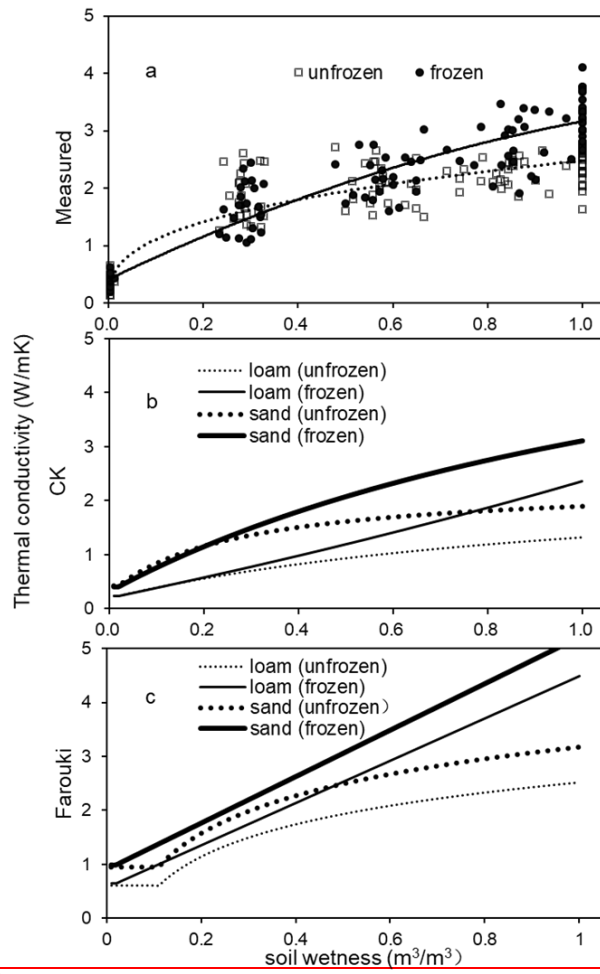 5
4
3
2
1
0
Measured
a
unfrozen
frozen
0.0 0.2 0.4 0.6 0.8 1.0
Thermal conductivity (W/mK)
5
4
3
2
1
0
CK
b
loam (unfrozen)
loam (frozen)
sand (unfrozen)
sand (frozen)
0.0 0.2 0.4 0.6 0.8 1.0
5
4
3
2
1
0
Farouki
c
loam (unfrozen)
loam (frozen)
sand (unfrozen）
sand (frozen)
0 0.2 0.4 0.6 0.8 1
soil wetness (m³/m³）